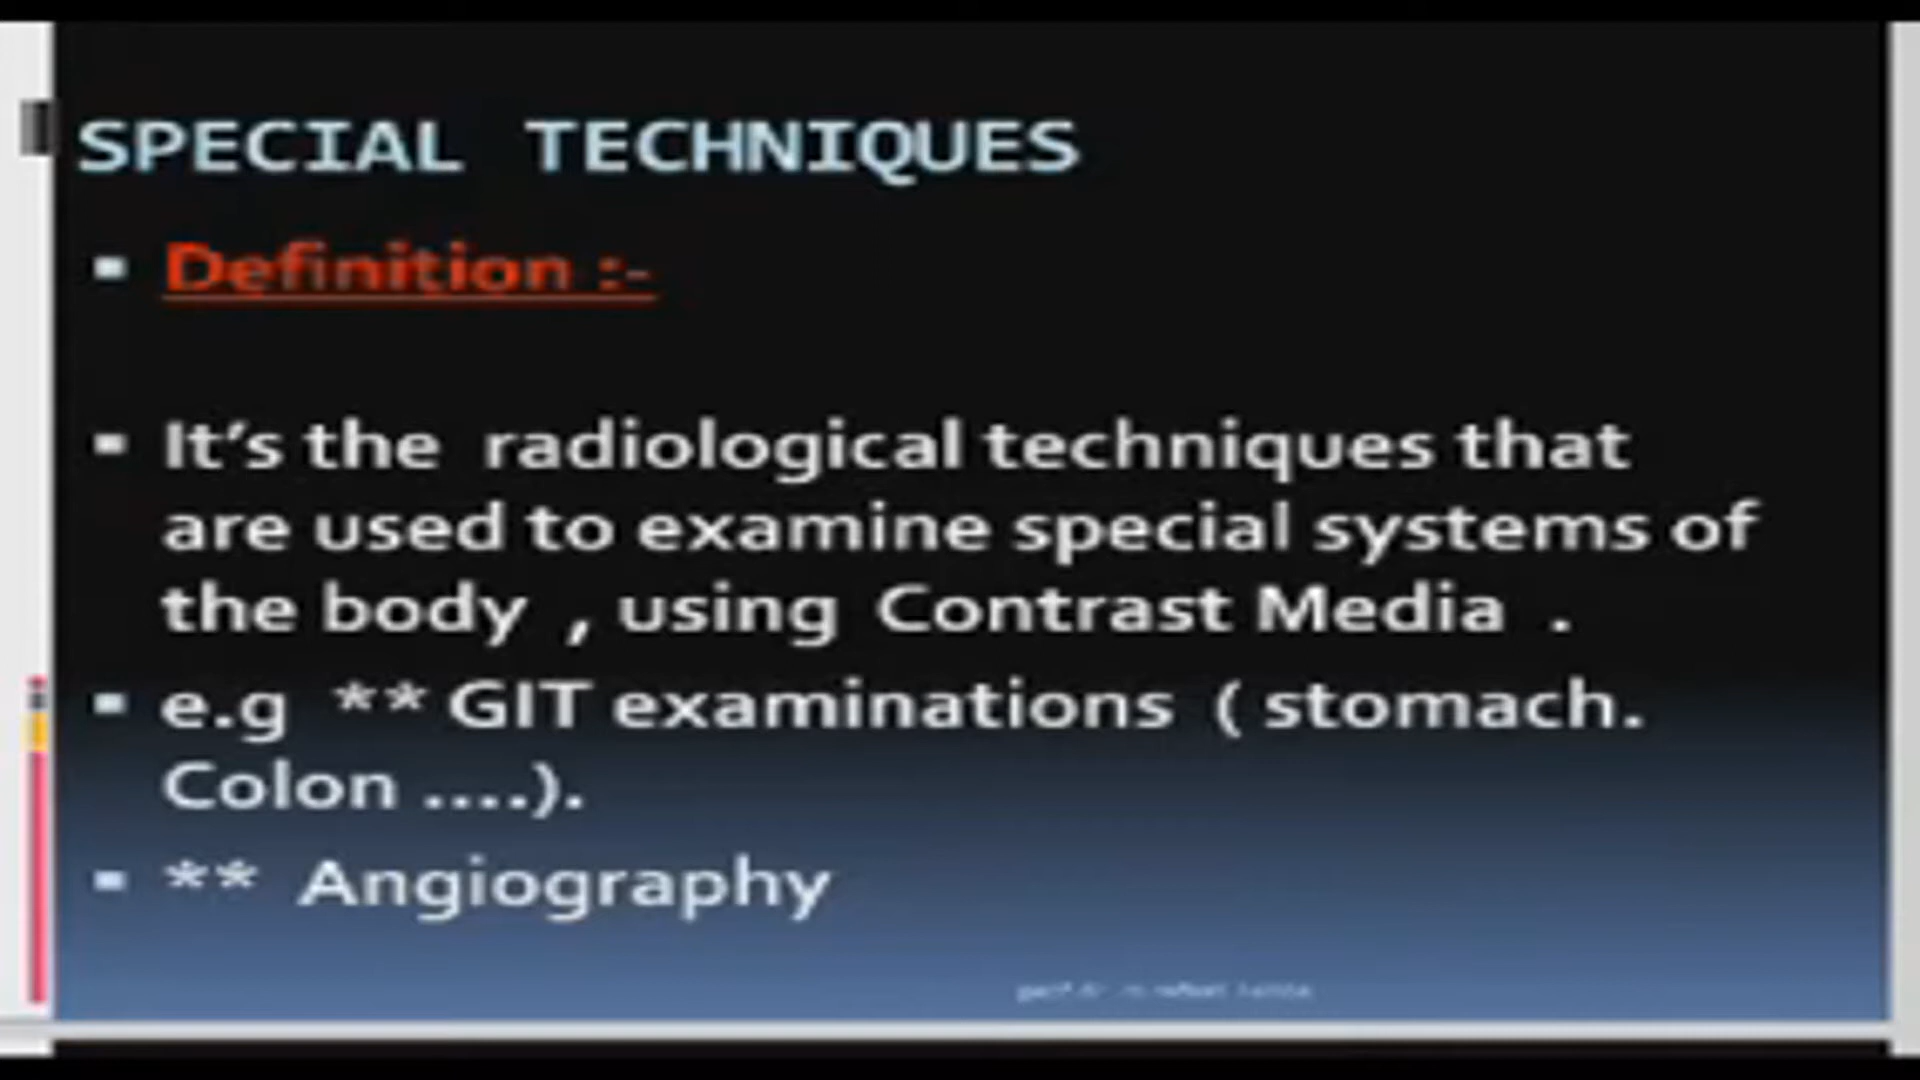 SPECIAL TECHNIQUES
Definition :-
It's the radiological techniques that
are used to examine special systems of
the body , using Contrast Media .
e.g ** GIT examinations ( stomach.
Colon ....).
** Angiography